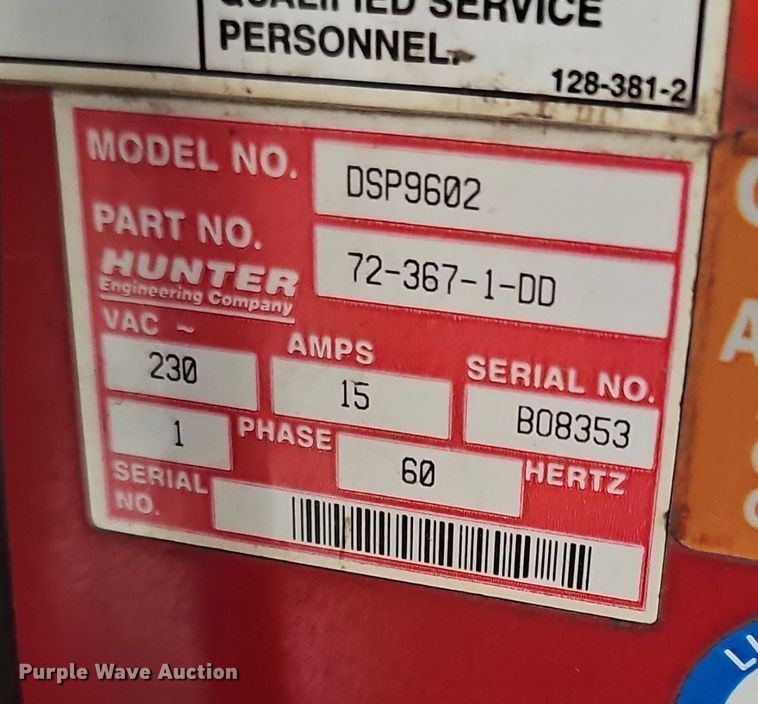 QUALIFIED SERVICE
PERSONNEL.
128-381-2
MODEL NO. DSP9602
PART NO. 72-367-1-DD
HUNTER
Engineering Company
VAC ~ 230
AMPS 15
SERIAL NO. B08353
1 PHASE 60 HERTZ
SERIAL
NO.
Purple Wave Auction